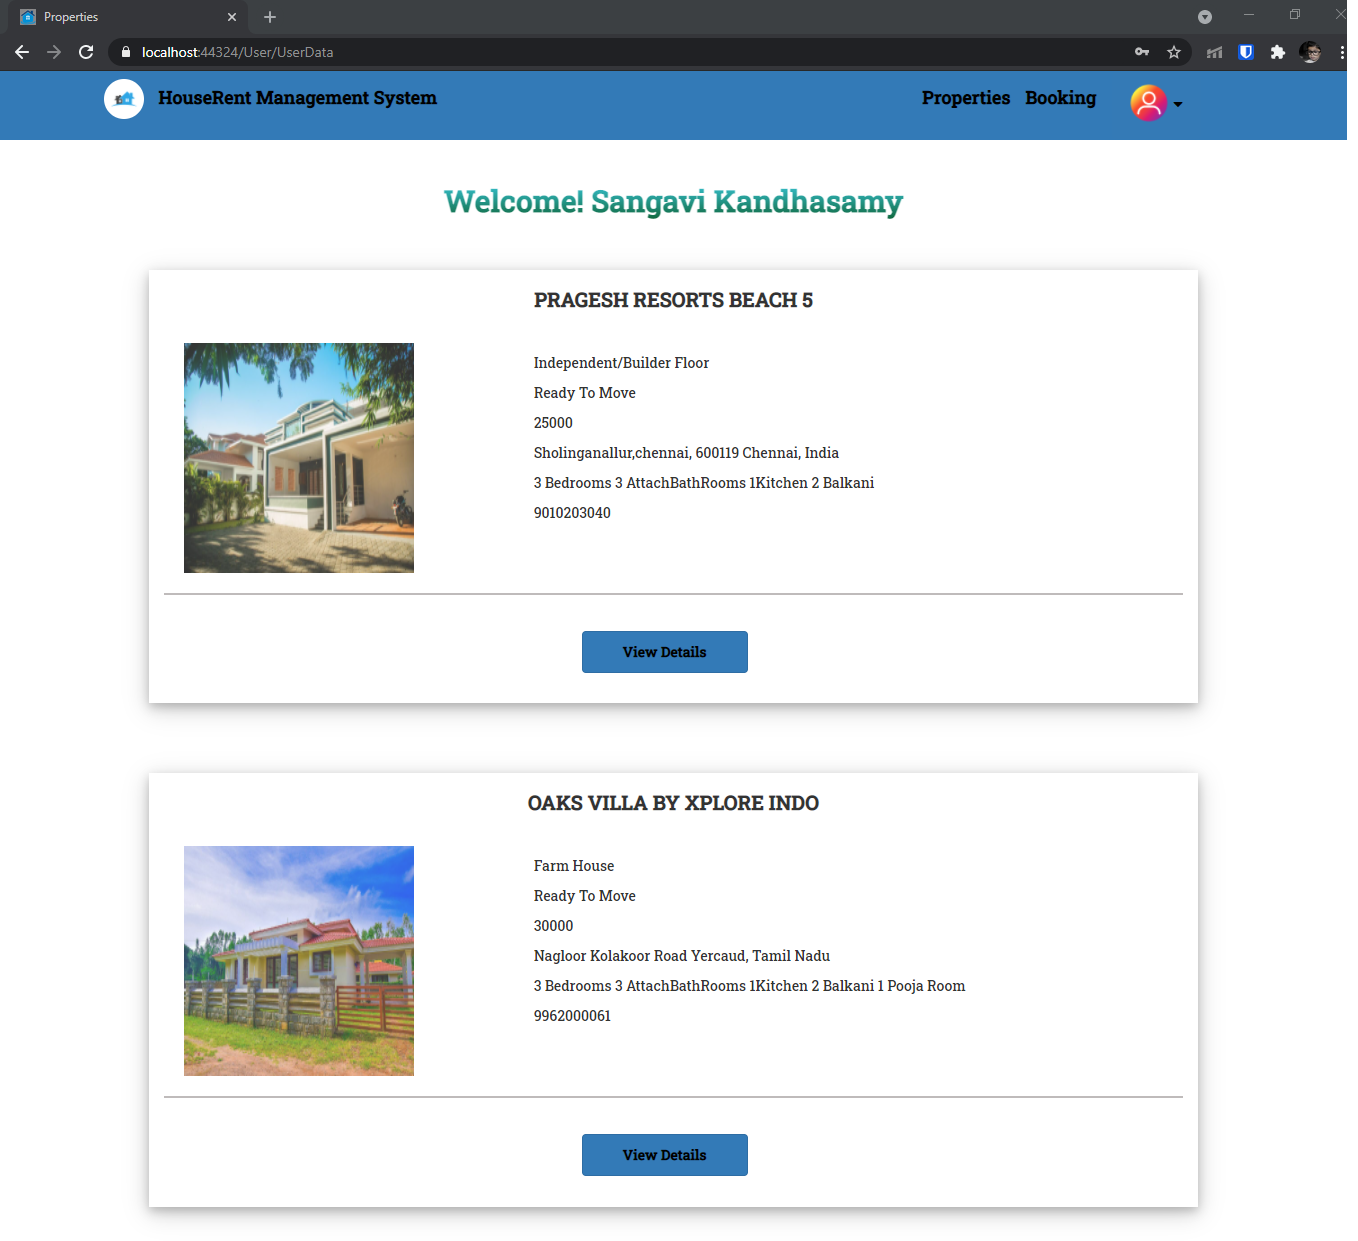 Properties
localhost:44324/User/UserData
HouseRent Management System
Properties Booking
Welcome! Sangavi Kandhasamy
PRAGESH RESORTS BEACH 5
Independent/Builder Floor
Ready To Move
25000
Sholinganallur,chennai, 600119 Chennai, India
3 Bedrooms 3 AttachBathRooms 1Kitchen 2 Balkani
9010203040
View Details
OAKS VILLA BY XPLORE INDO
Farm House
Ready To Move
30000
Nagloor Kolakoor Road Yercaud, Tamil Nadu
3 Bedrooms 3 AttachBathRooms 1Kitchen 2 Balkani 1 Pooja Room
9962000061
View Details